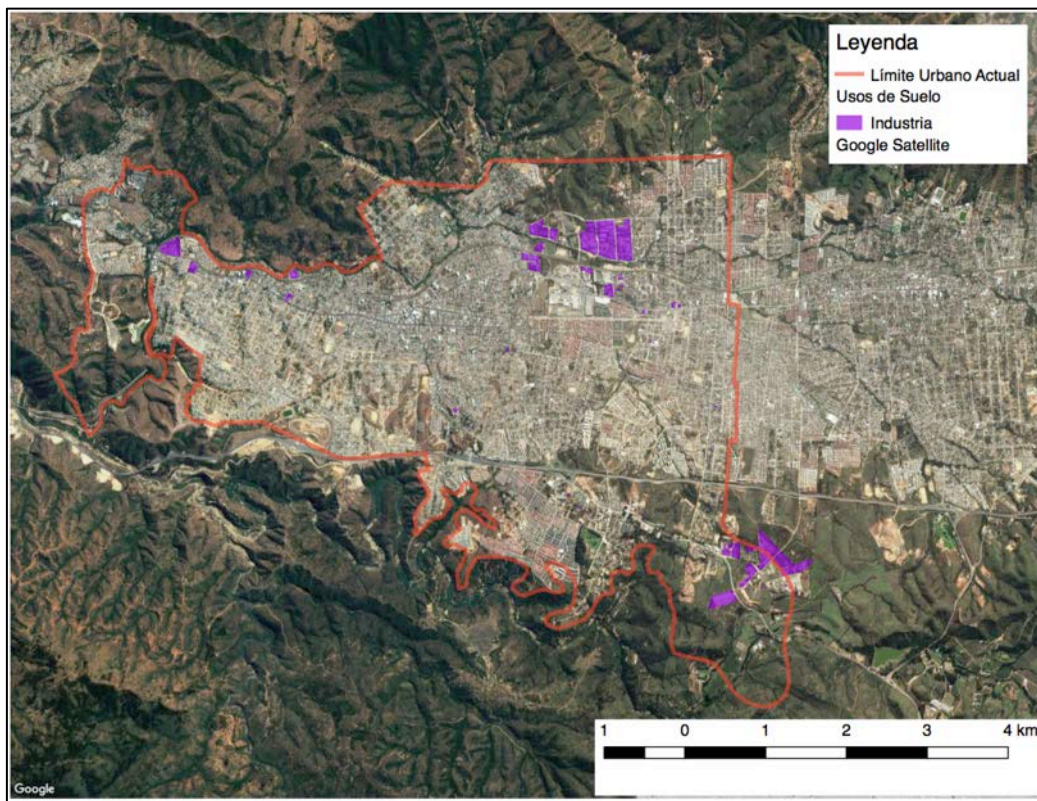 Leyenda
Límite Urbano Actual
Usos de Suelo
Industria
Google Satellite
1 0 1 2 3 4 km
Google